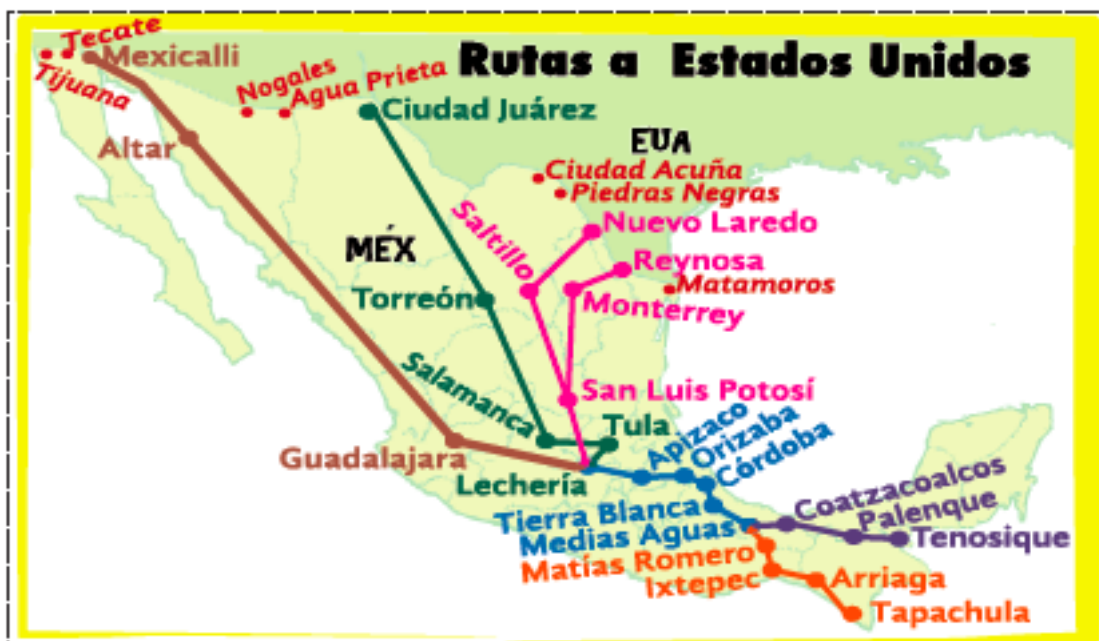 Rutas a Estados Unidos
Tecate
Mexicalli
Tijuana
Nogales
Agua Prieta
Ciudad Juárez
Altar
EUA
Ciudad Acuña
Piedras Negras
Saltillo
Nuevo Laredo
MÉX
Reynosa
Matamoros
Torreón
Monterrey
Salamanca
San Luis Potosí
Tula
Apizaco
Orizaba
Córdoba
Guadalajara
Lechería
Coatzacoalcos
Palenque
Tierra Blanca
Medias Aguas
Tenosique
Matías Romero
Ixtepec
Arriaga
Tapachula